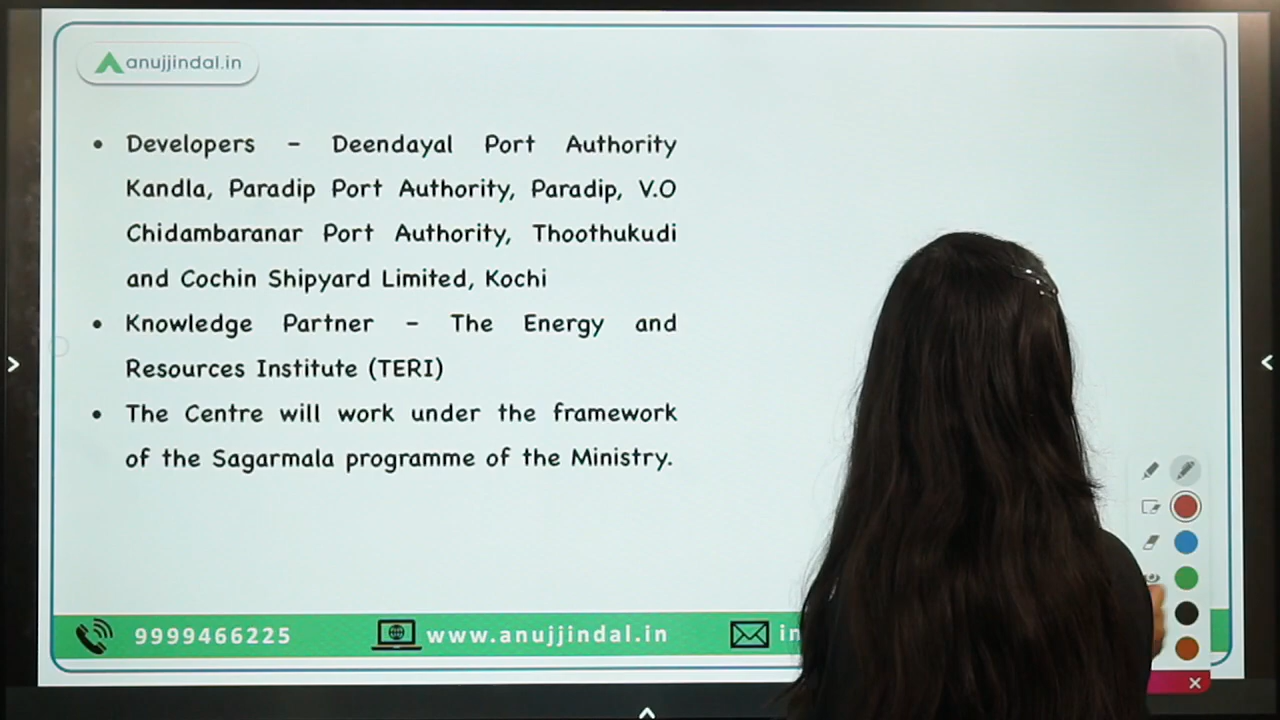 anujjindal.in
• Developers – Deendayal Port Authority
Kandla, Paradip Port Authority, Paradip, V.O
Chidambaranar Port Authority, Thoothukudi
and Cochin Shipyard Limited, Kochi
• Knowledge Partner – The Energy and
Resources Institute (TERI)
• The Centre will work under the framework
of the Sagarmala programme of the Ministry.
9999466225 www.anujjindal.in